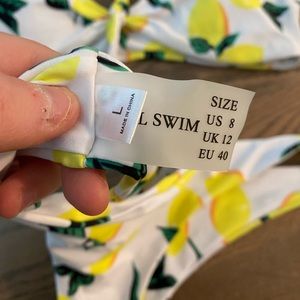 L
MADE IN CHINA
L SWIM
SIZE
US 8
UK 12
EU 40